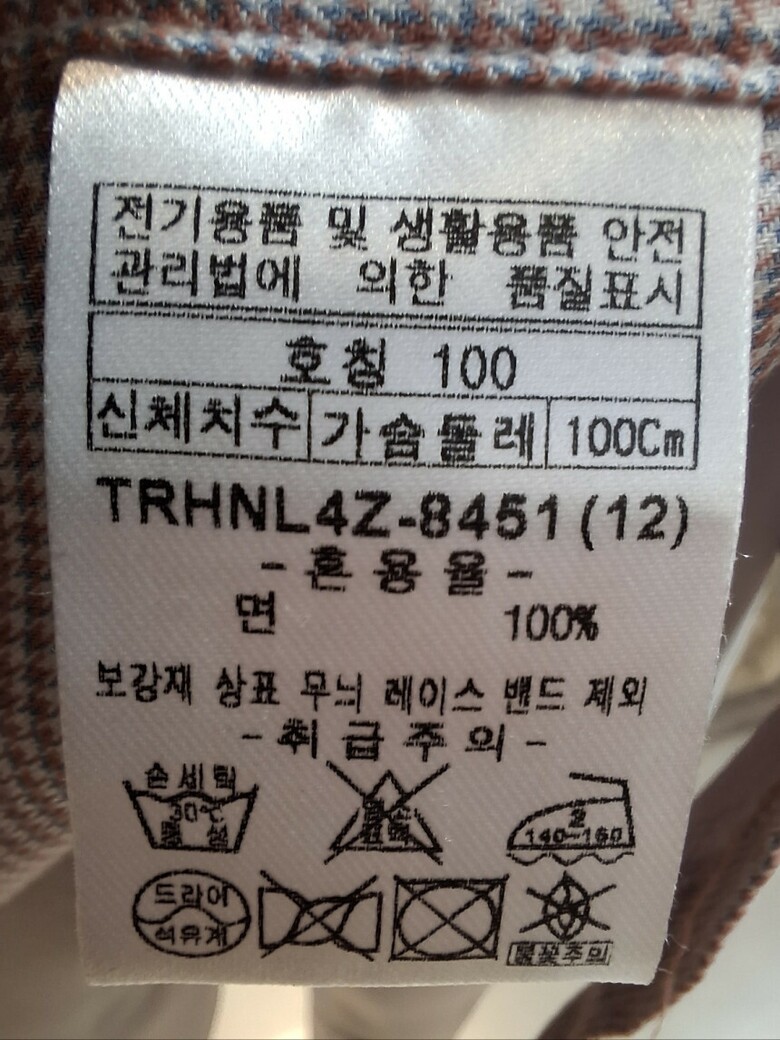 전기용품 및 생활용품 안전
관리법에 의한 품질표시
호칭 100
신체치수 가슴둘레 100Cm
TRHNL4Z-8451(12)
-혼용율-
면 100%
보강재 상표 무늬 레이스 밴드 제외
-취급주의-
손세탁
30℃
140~160
드라이
석유계
불꽃주의